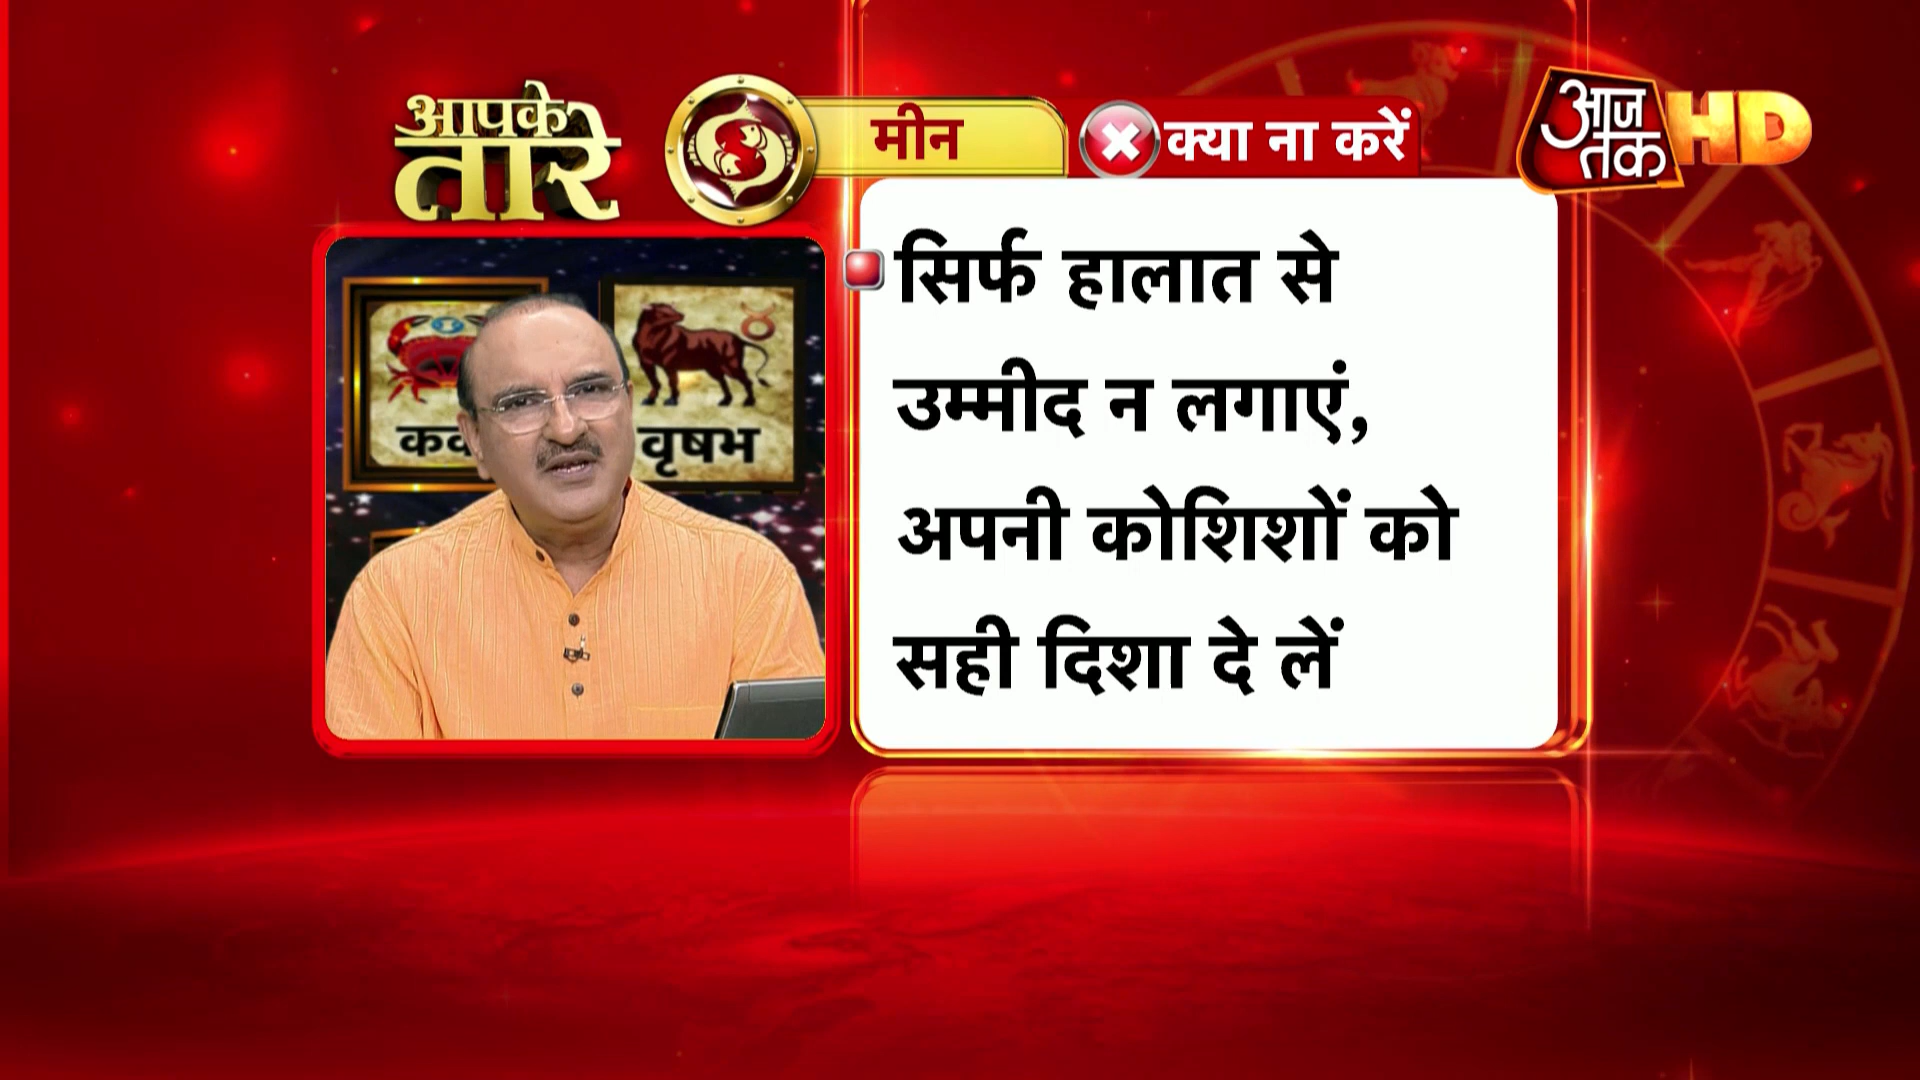 आपके
तारे
मीन
क्या ना करें
आज
तक HD
सिर्फ हालात से
उम्मीद न लगाएं,
अपनी कोशिशों को
सही दिशा दे लें
वृषभ